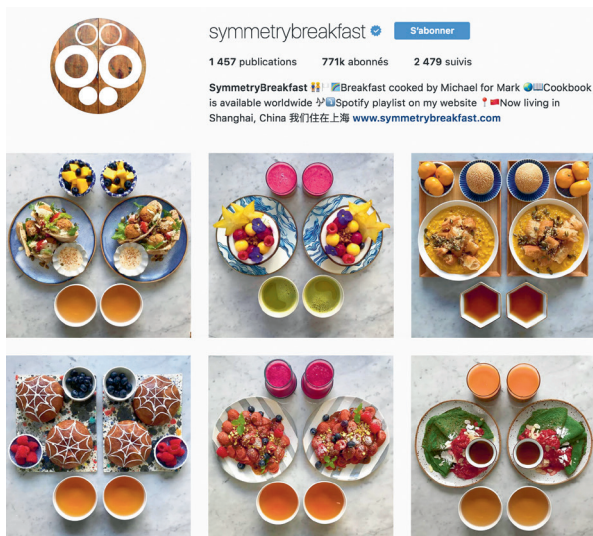 symmetrybreakfast S'abonner
1 457 publications 771k abonnés 2 479 suivis
SymmetryBreakfast Breakfast cooked by Michael for Mark Cookbook
is available worldwide Spotify playlist on my website Now living in
Shanghai, China 我们住在上海 www.symmetrybreakfast.com